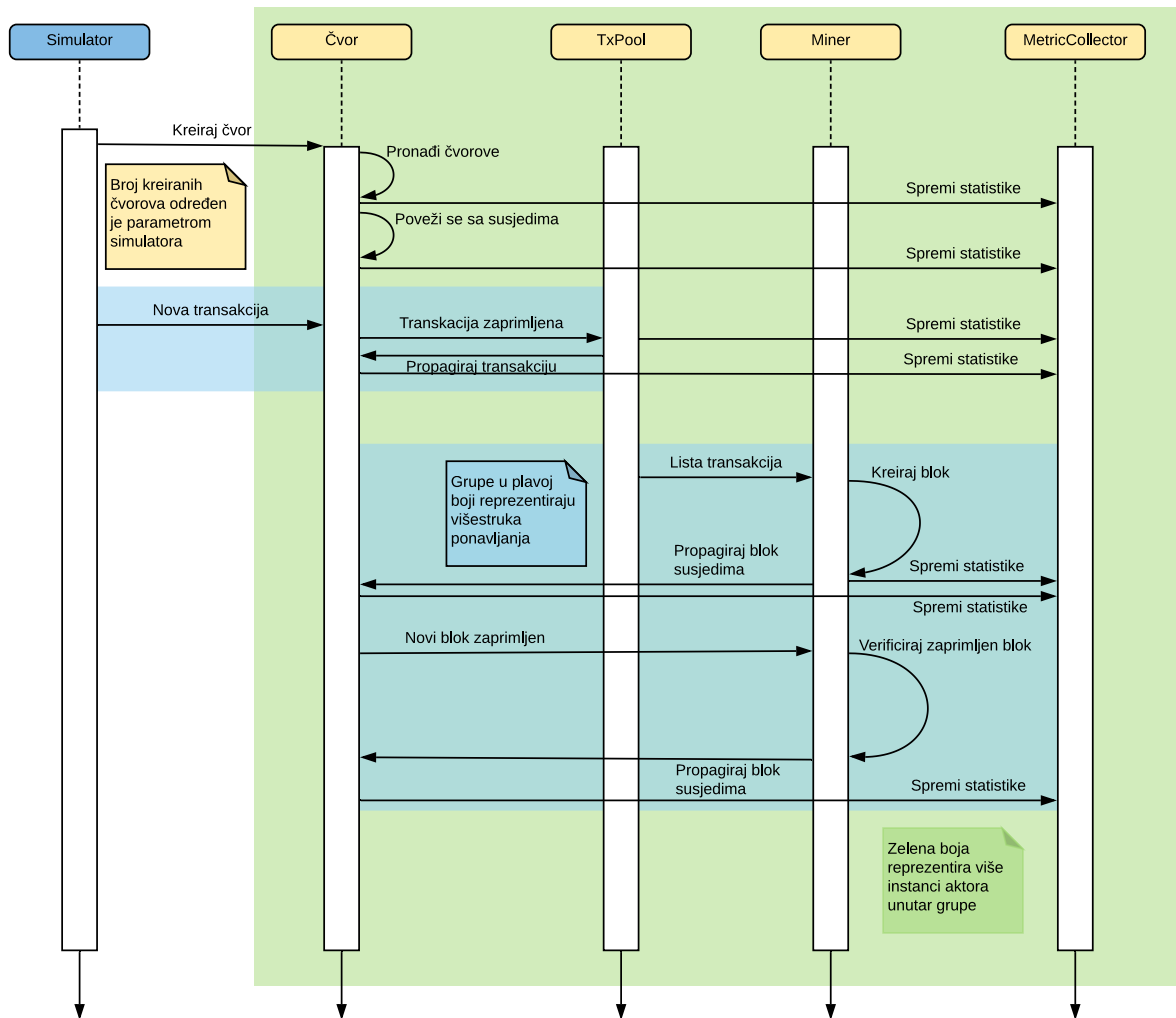 Simulator
Čvor
TxPool
Miner
MetricCollector
Kreiraj čvor
Pronađi čvorove
Broj kreiranih
čvorova određen
je parametrom
simulatora
Spremi statistike
Poveži se sa susjedima
Spremi statistike
Nova transakcija
Transkacija zaprimljena
Spremi statistike
Propagiraj transakciju
Spremi statistike
Lista transakcija
Kreiraj blok
Grupe u plavoj
boji reprezentiraju
višestruka
ponavljanja
Propagiraj blok
susjedima
Spremi statistike
Spremi statistike
Novi blok zaprimljen
Verificiraj zaprimljen blok
Propagiraj blok
susjedima
Spremi statistike
Zelena boja
reprezentira više
instanci aktora
unutar grupe